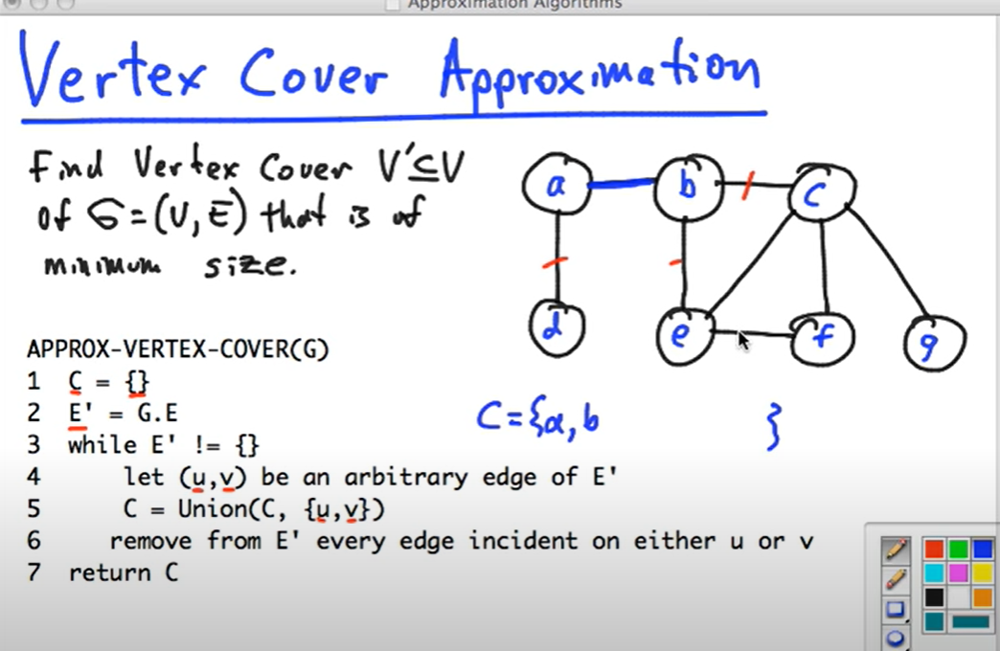 Approximation Algorithms
Vertex Cover Approximation
Find Vertex Cover V'⊆V
of G=(V,E) that is of
minimum size.
a b c
d e f g
APPROX-VERTEX-COVER(G)
1 C = {}
2 E' = G.E
3 while E' != {}
4 let (u,v) be an arbitrary edge of E'
5 C = Union(C, {u,v})
6 remove from E' every edge incident on either u or v
7 return C
C={a,b }